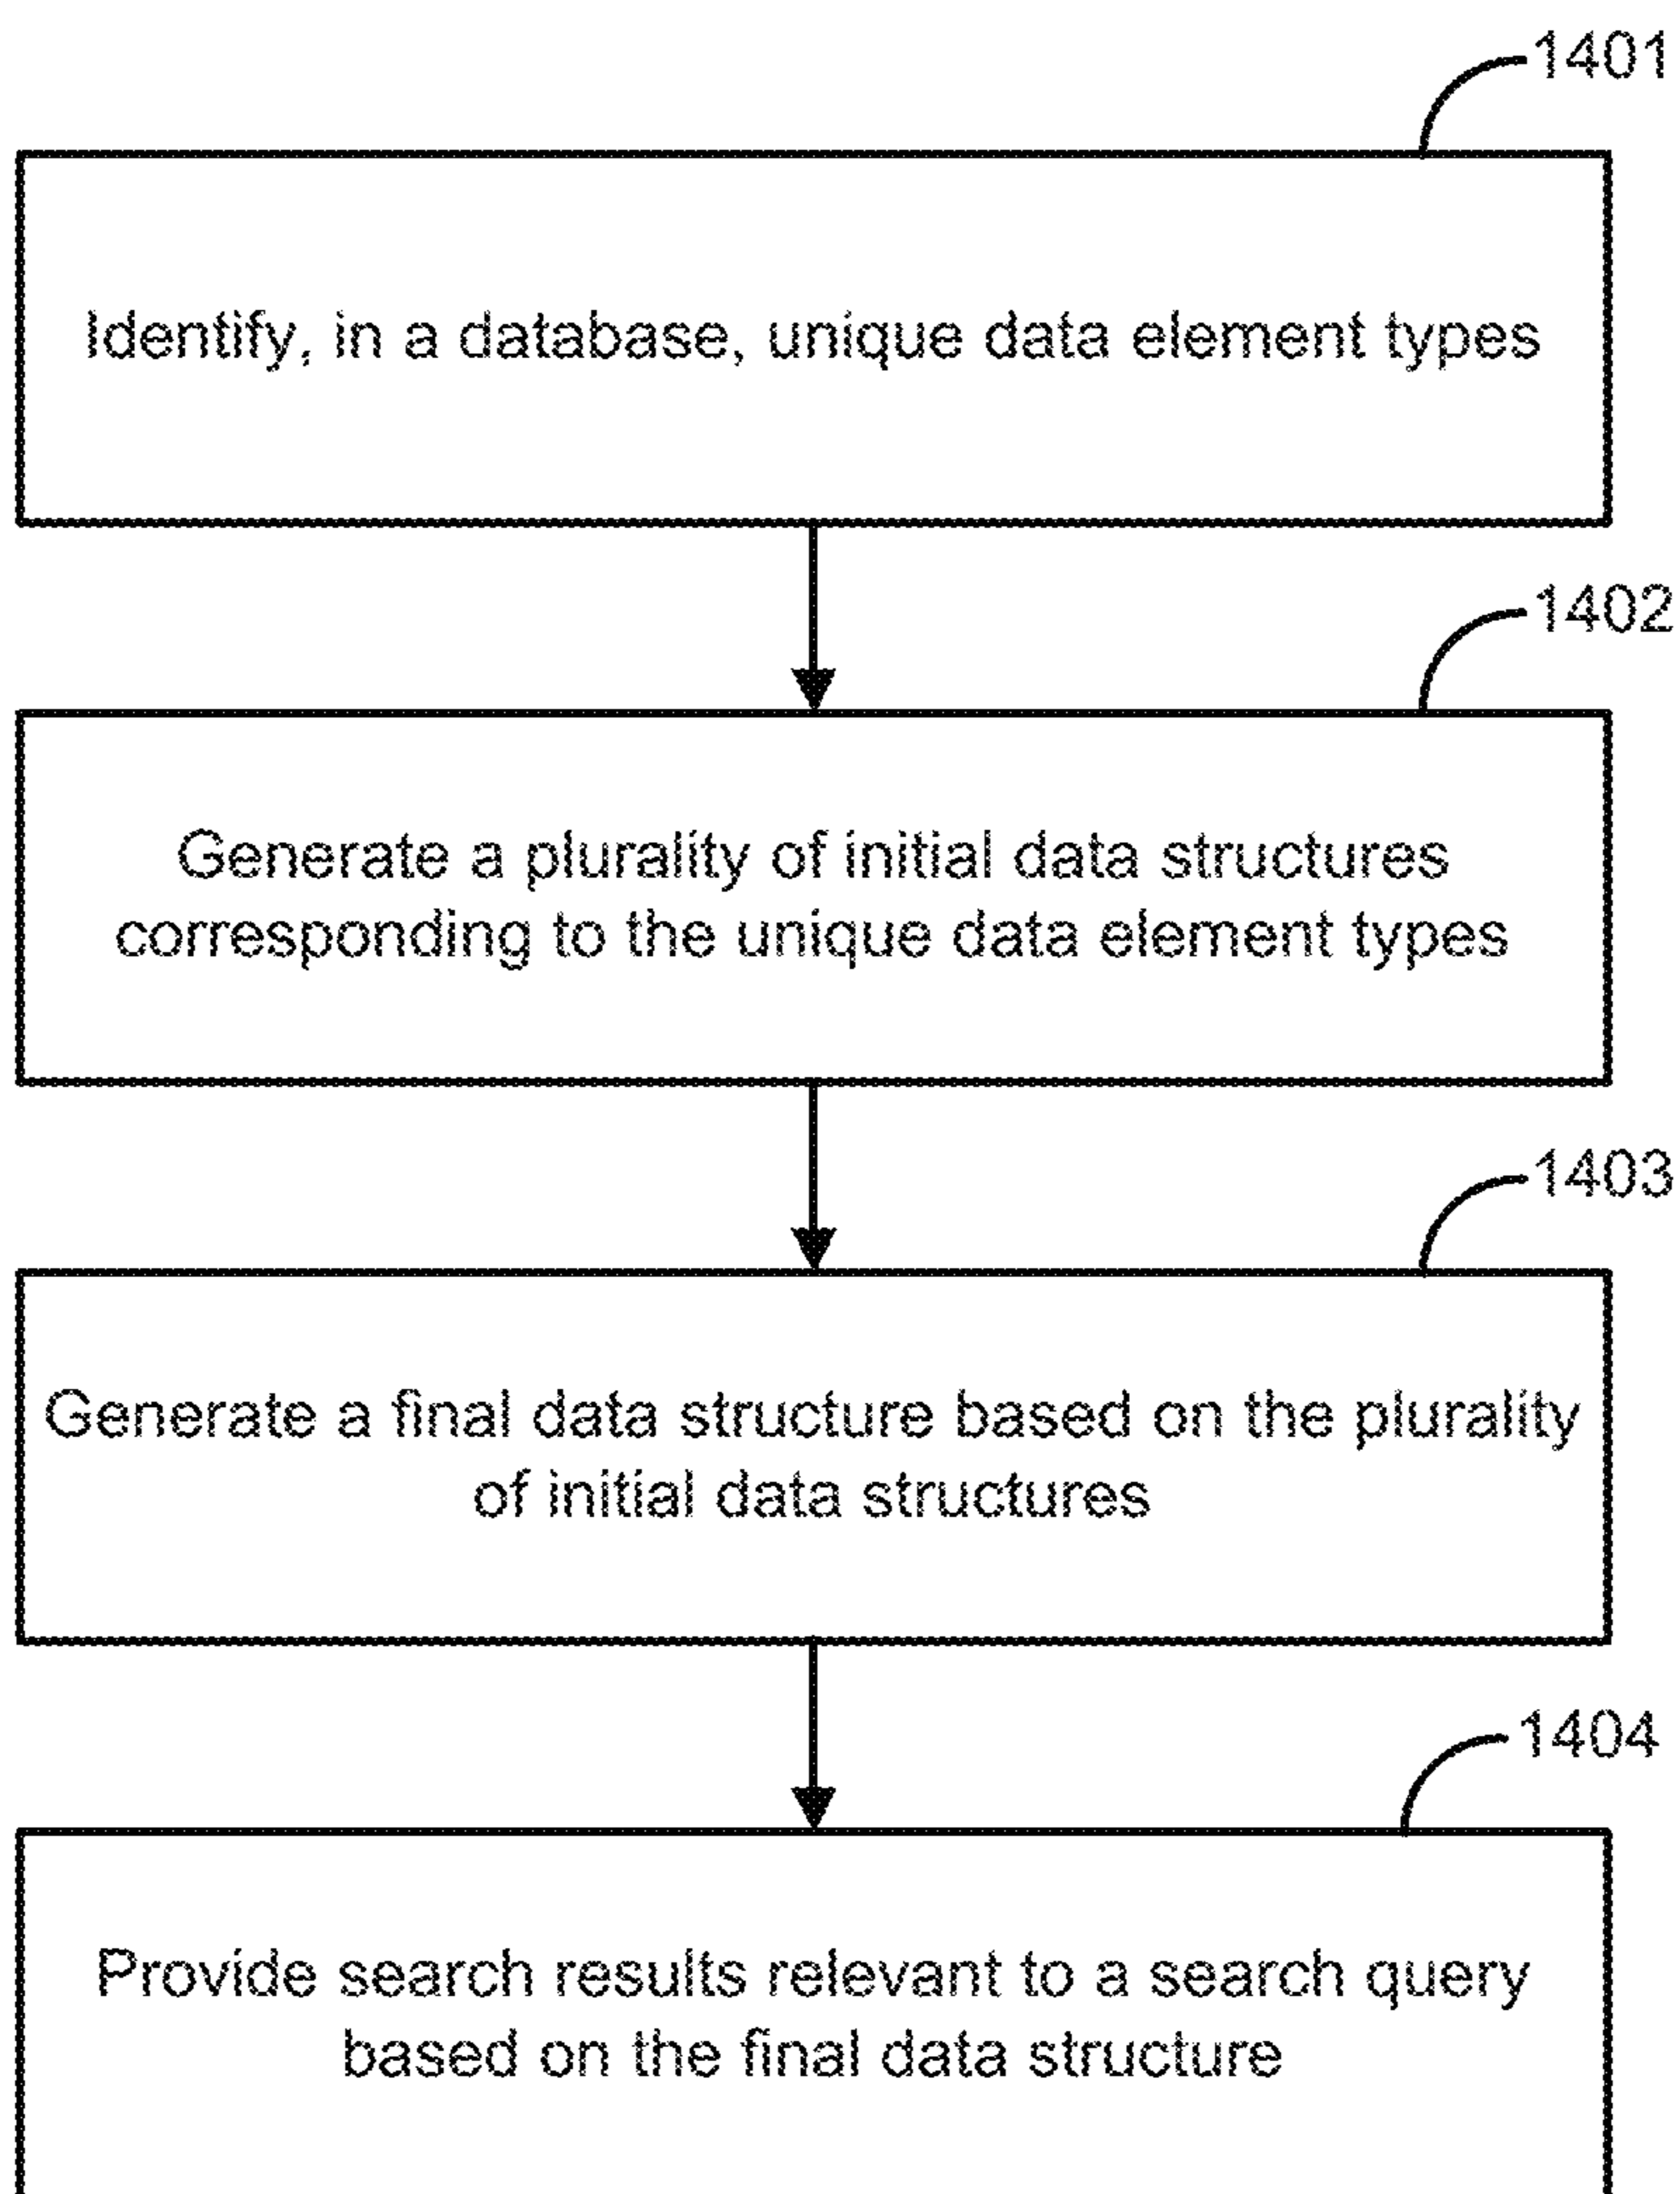 1401
Identify, in a database, unique data element types
1402
Generate a plurality of initial data structures
corresponding to the unique data element types
1403
Generate a final data structure based on the plurality
of initial data structures
1404
Provide search results relevant to a search query
based on the final data structure